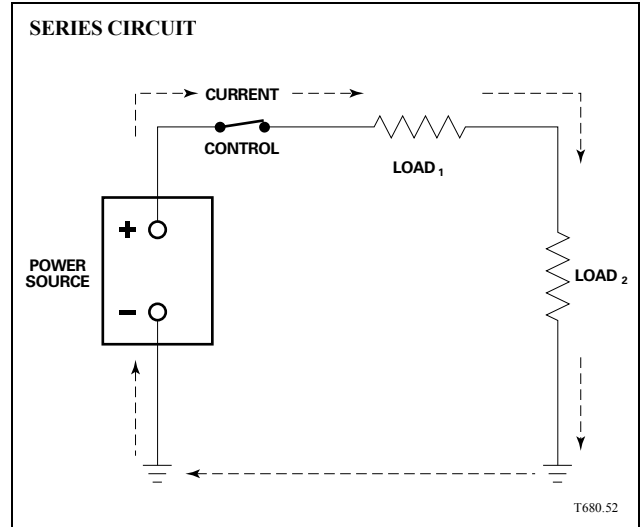 SERIES CIRCUIT
CURRENT
CONTROL
LOAD 1
+
POWER
SOURCE
LOAD 2
–
T680.52